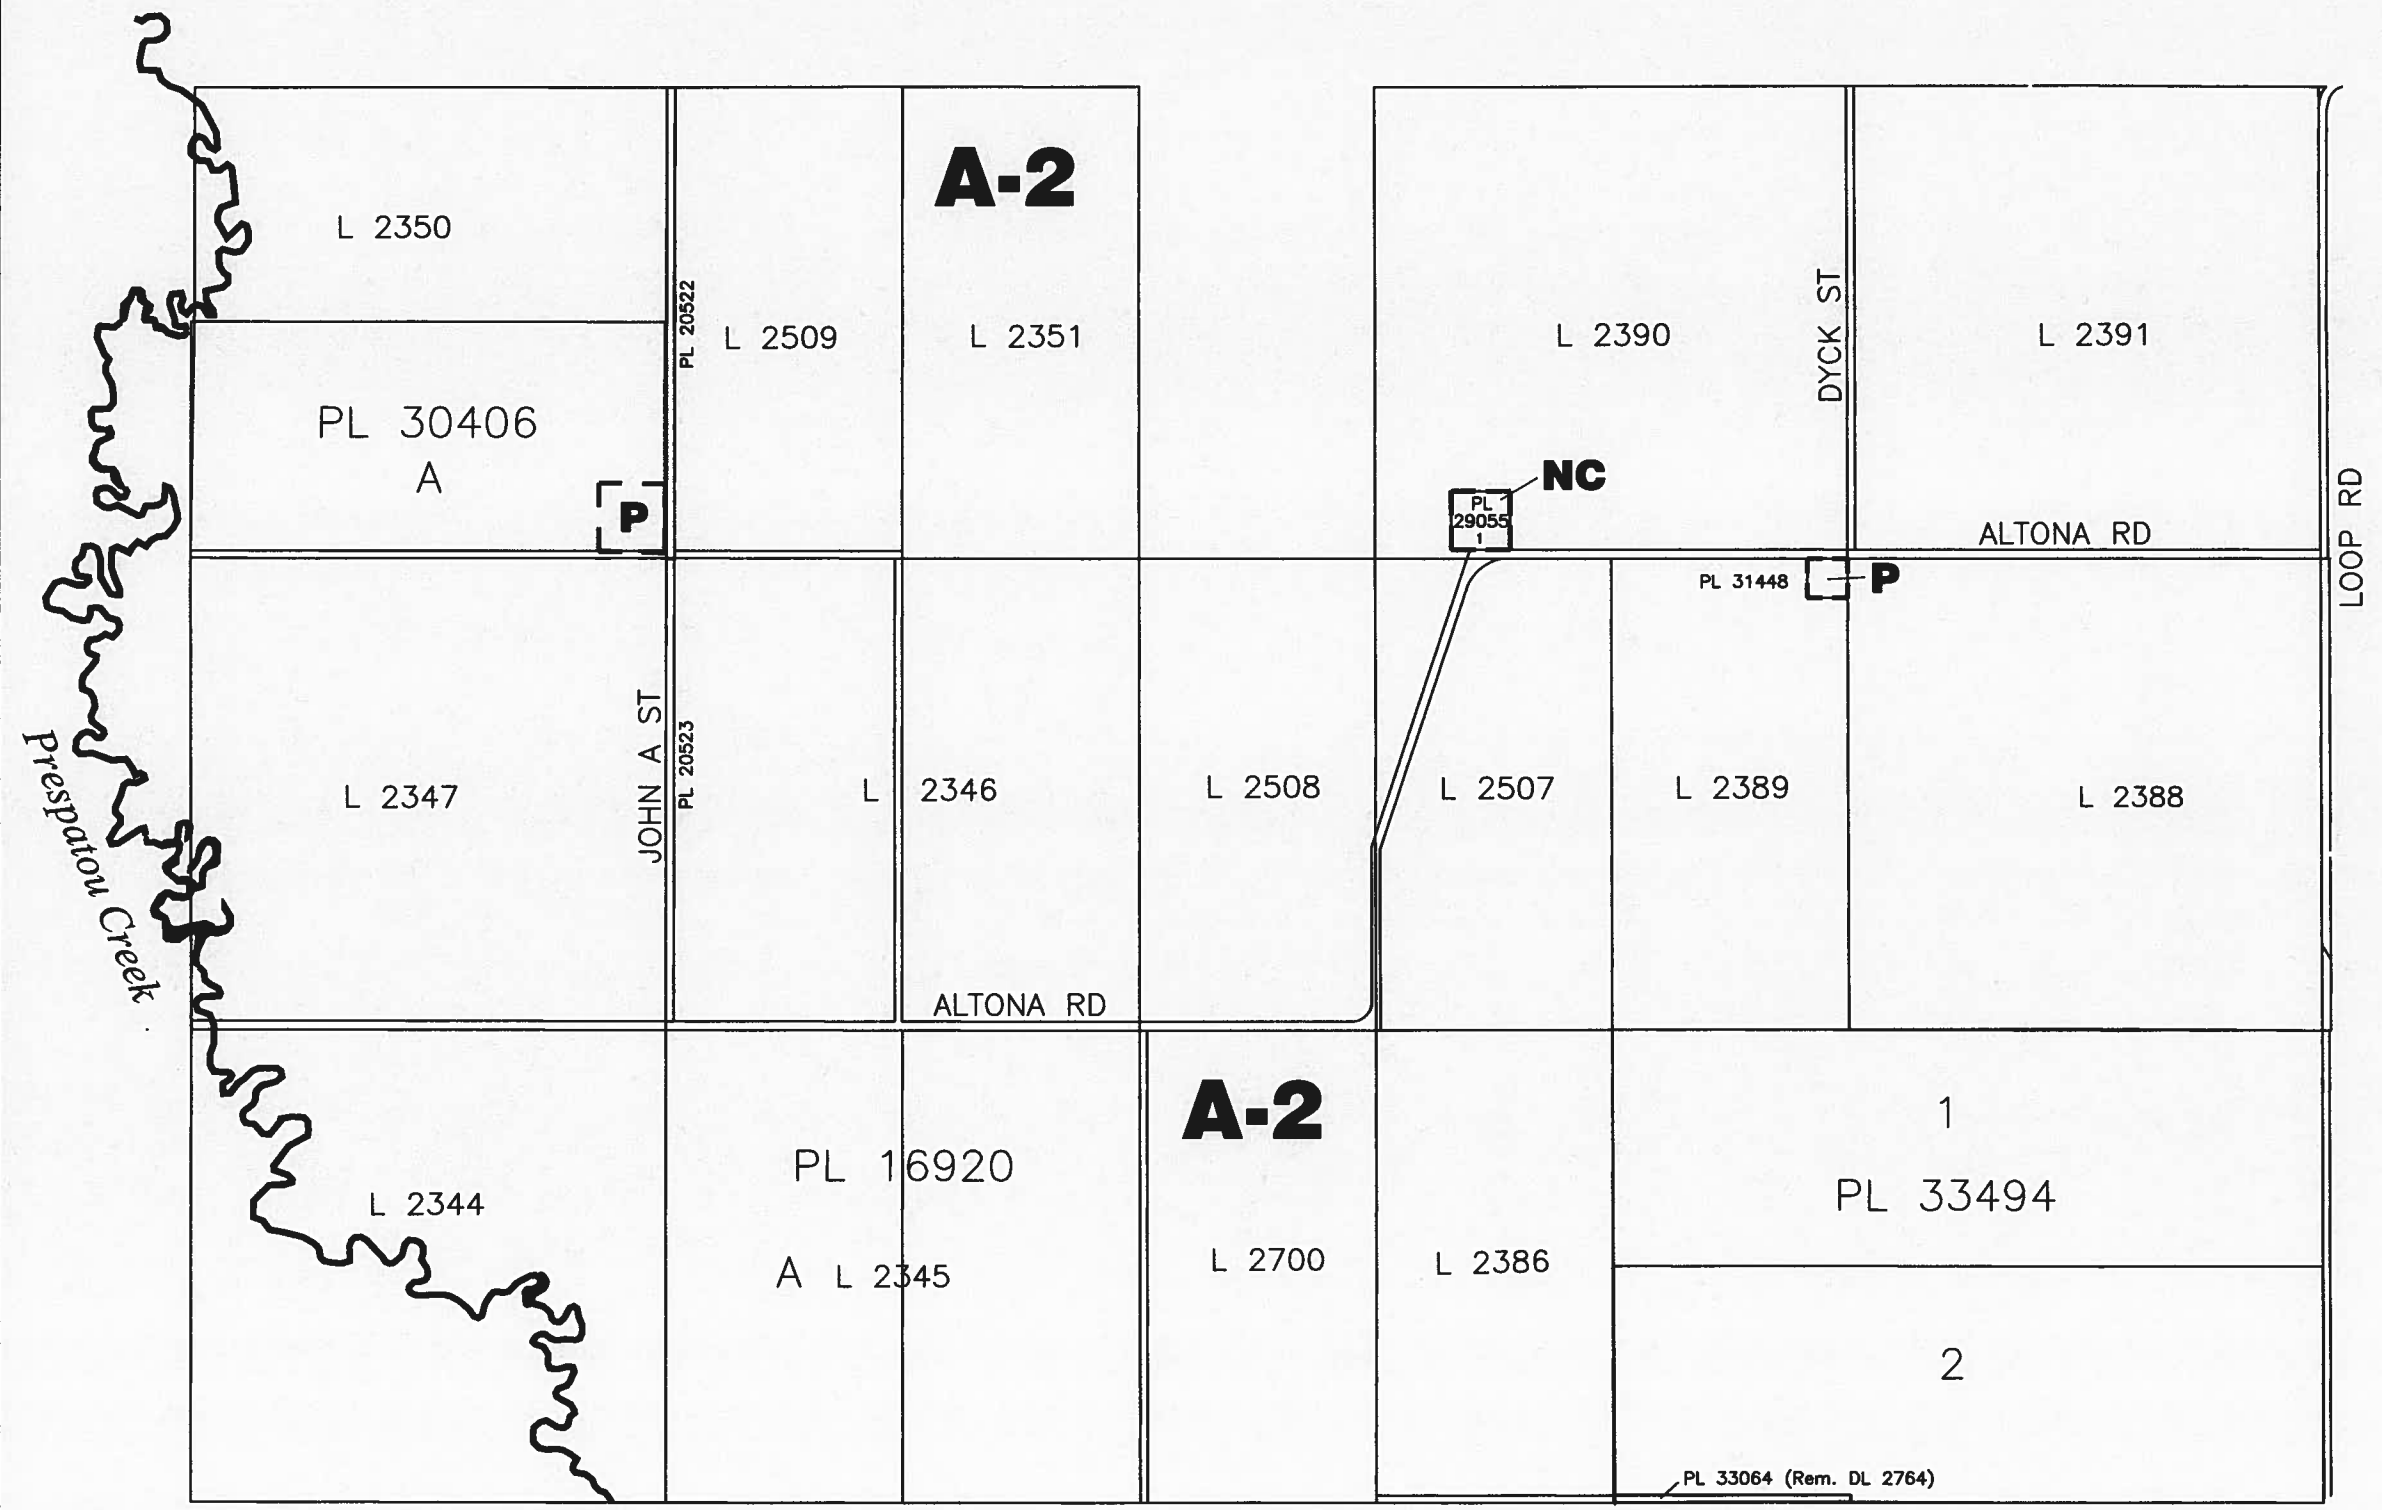 A-2
L 2350
PL 20522
L 2509
L 2351
L 2390
DYCK ST
L 2391
PL 30406
A
P
NC
PL
29055
1
ALTONA RD
LOOP RD
PL 31448
P
Prespatou Creek
L 2347
JOHN A ST
PL 20523
L 2346
L 2508
L 2507
L 2389
L 2388
ALTONA RD
A-2
1
PL 16920
PL 33494
L 2344
A L 2345
L 2700
L 2386
2
PL 33064 (Rem. DL 2764)